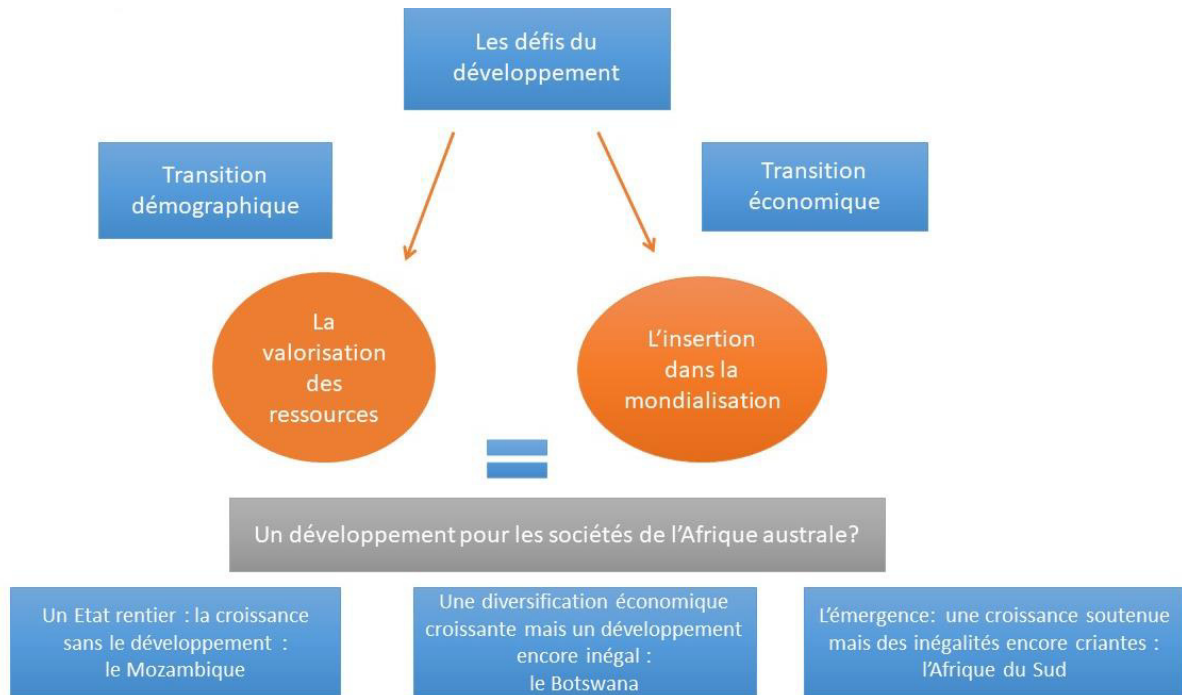 Les défis du
développement
Transition
démographique
Transition
économique
La
valorisation
des
ressources
L'insertion
dans la
mondialisation
Un développement pour les sociétés de l'Afrique australe?
Un Etat rentier : la croissance
sans le développement :
le Mozambique
Une diversification économique
croissante mais un développement
encore inégal :
le Botswana
L'émergence: une croissance soutenue
mais des inégalités encore criantes :
l'Afrique du Sud